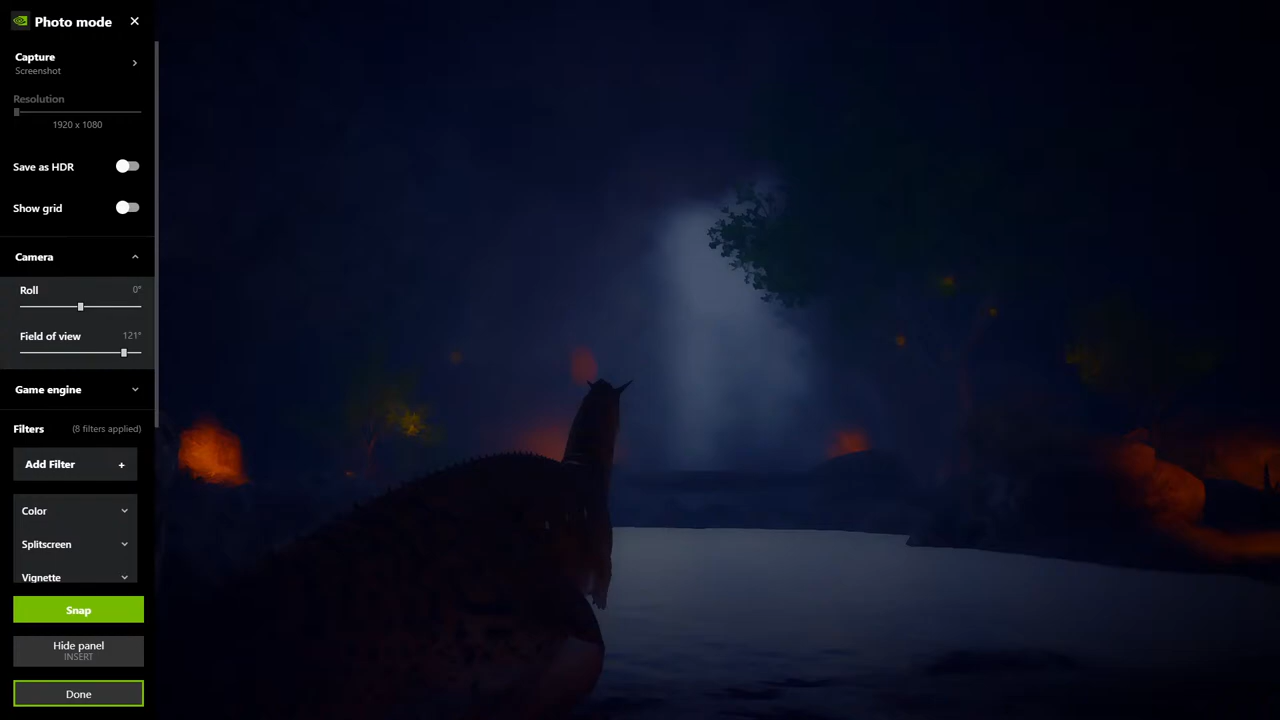 Photo mode
Capture
Screenshot
Resolution
1920 x 1080
Save as HDR
Show grid
Camera
Roll 0°
Field of view 121°
Game engine
Filters (8 filters applied)
Add Filter +
Color
Splitscreen
Vignette
Snap
Hide panel
INSERT
Done